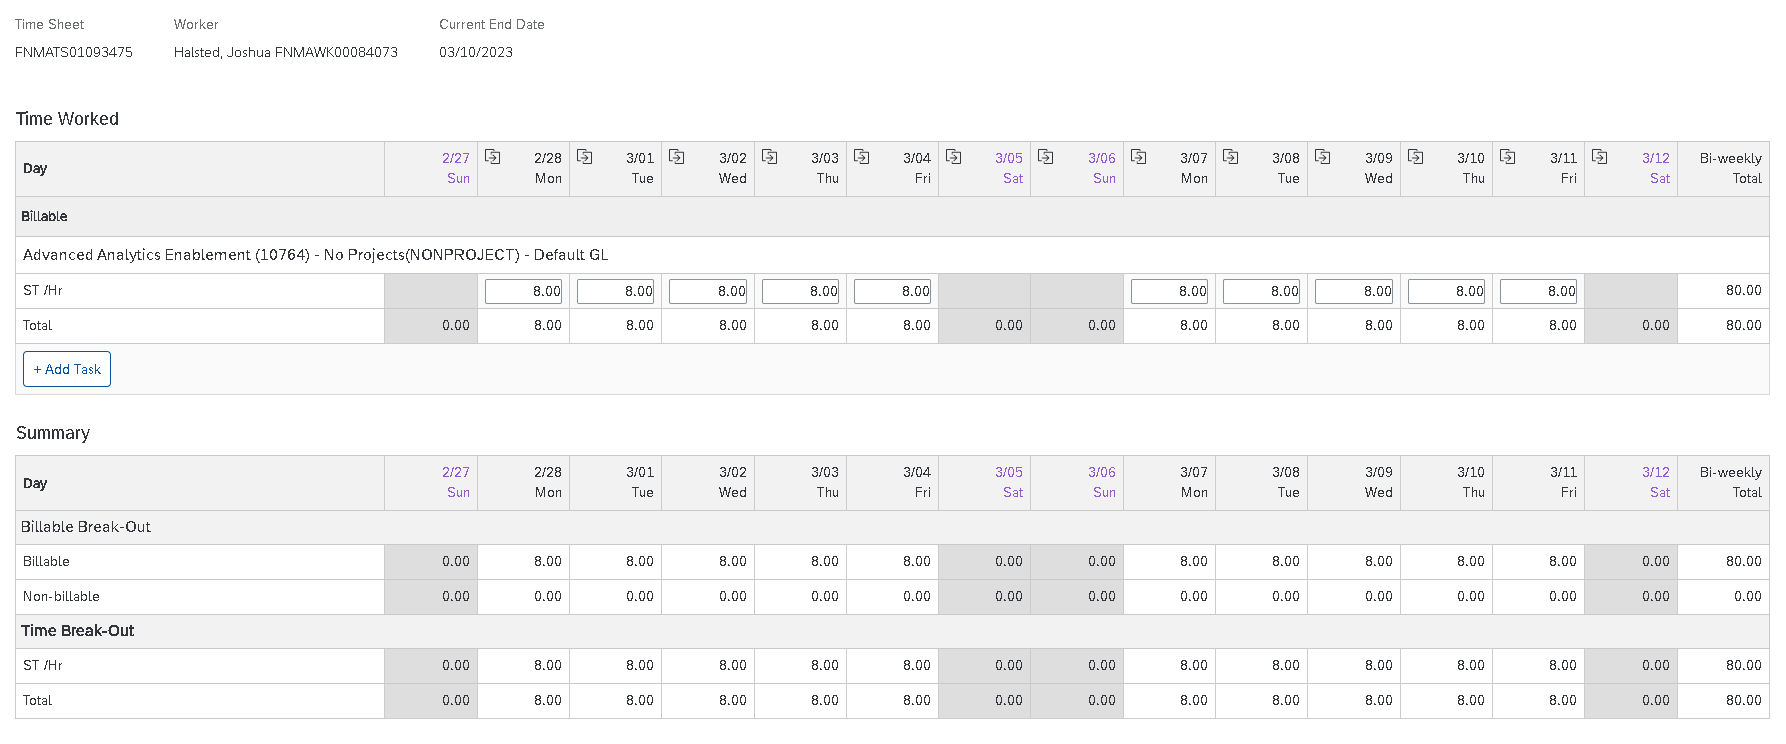 Time Sheet Worker Current End Date
FNMATS01093475 Halsted, Joshua FNMAWK00084073 03/10/2023
Time Worked
Day 2/27 Sun 2/28 Mon 3/01 Tue 3/02 Wed 3/03 Thu 3/04 Fri 3/05 Sat 3/06 Sun 3/07 Mon 3/08 Tue 3/09 Wed 3/10 Thu 3/11 Fri 3/12 Sat Bi-weekly Total
Billable
Advanced Analytics Enablement (10764) - No Projects(NONPROJECT) - Default GL
ST /Hr 8.00 8.00 8.00 8.00 8.00 8.00 8.00 8.00 8.00 8.00 80.00
Total 0.00 8.00 8.00 8.00 8.00 8.00 0.00 0.00 8.00 8.00 8.00 8.00 8.00 0.00 80.00
+ Add Task
Summary
Day 2/27 Sun 2/28 Mon 3/01 Tue 3/02 Wed 3/03 Thu 3/04 Fri 3/05 Sat 3/06 Sun 3/07 Mon 3/08 Tue 3/09 Wed 3/10 Thu 3/11 Fri 3/12 Sat Bi-weekly Total
Billable Break-Out
Billable 0.00 8.00 8.00 8.00 8.00 8.00 0.00 0.00 8.00 8.00 8.00 8.00 8.00 0.00 80.00
Non-billable 0.00 0.00 0.00 0.00 0.00 0.00 0.00 0.00 0.00 0.00 0.00 0.00 0.00 0.00 0.00
Time Break-Out
ST /Hr 0.00 8.00 8.00 8.00 8.00 8.00 0.00 0.00 8.00 8.00 8.00 8.00 8.00 0.00 80.00
Total 0.00 8.00 8.00 8.00 8.00 8.00 0.00 0.00 8.00 8.00 8.00 8.00 8.00 0.00 80.00